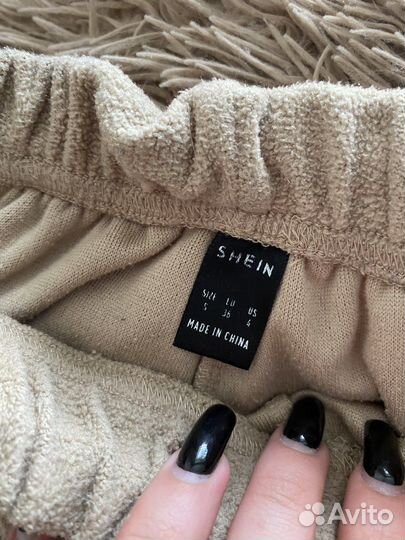 SHEIN
SIZE EU US
S 36 4
MADE IN CHINA
Avito